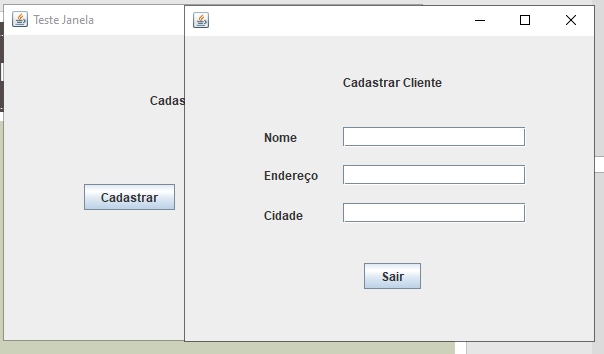 Teste Janela
Cadas
Cadastrar
Cadastrar Cliente
Nome
Endereço
Cidade
Sair